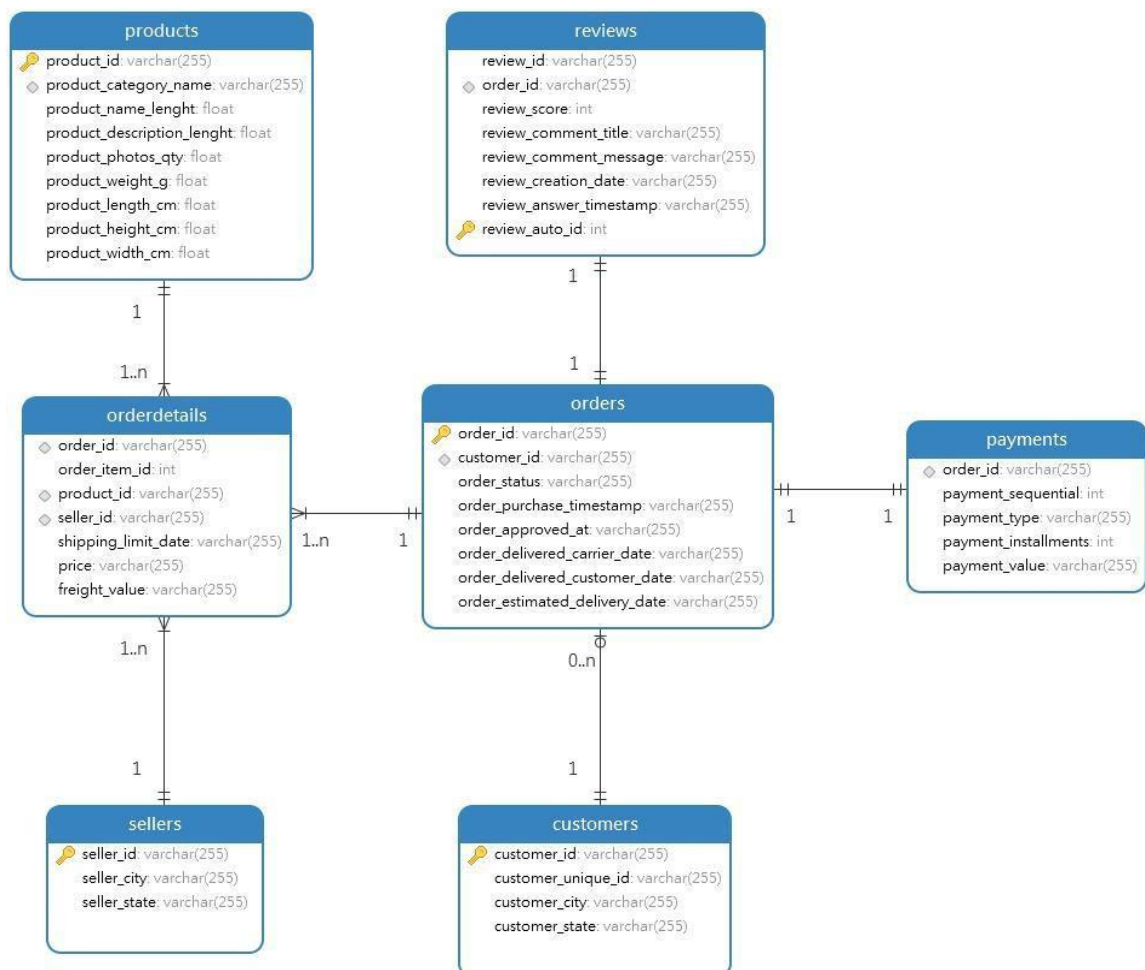 products
product_id: varchar(255)
product_category_name: varchar(255)
product_name_lenght: float
product_description_lenght: float
product_photos_qty: float
product_weight_g: float
product_length_cm: float
product_height_cm: float
product_width_cm: float
reviews
review_id: varchar(255)
order_id: varchar(255)
review_score: int
review_comment_title: varchar(255)
review_comment_message: varchar(255)
review_creation_date: varchar(255)
review_answer_timestamp: varchar(255)
review_auto_id: int
1
1..n
1
1
orderdetails
order_id: varchar(255)
order_item_id: int
product_id: varchar(255)
seller_id: varchar(255)
shipping_limit_date: varchar(255)
price: varchar(255)
freight_value: varchar(255)
1..n
1
orders
order_id: varchar(255)
customer_id: varchar(255)
order_status: varchar(255)
order_purchase_timestamp: varchar(255)
order_approved_at: varchar(255)
order_delivered_carrier_date: varchar(255)
order_delivered_customer_date: varchar(255)
order_estimated_delivery_date: varchar(255)
1
1
payments
order_id: varchar(255)
payment_sequential: int
payment_type: varchar(255)
payment_installments: int
payment_value: varchar(255)
1..n
1
0..n
1
sellers
seller_id: varchar(255)
seller_city: varchar(255)
seller_state: varchar(255)
customers
customer_id: varchar(255)
customer_unique_id: varchar(255)
customer_city: varchar(255)
customer_state: varchar(255)